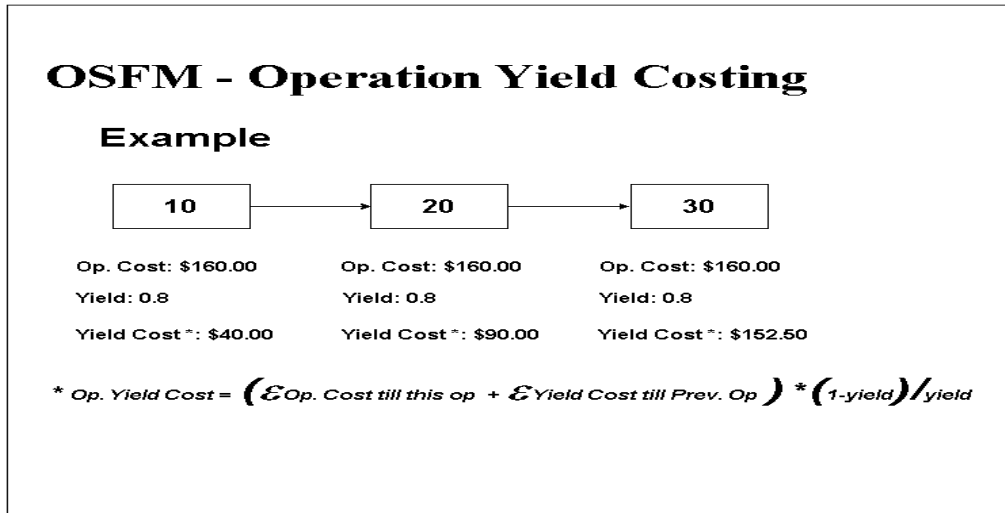 OSFM - Operation Yield Costing
Example
10 20 30
Op. Cost: $160.00 Op. Cost: $160.00 Op. Cost: $160.00
Yield: 0.8 Yield: 0.8 Yield: 0.8
Yield Cost *: $40.00 Yield Cost *: $90.00 Yield Cost *: $152.50
* Op. Yield Cost = (ƐOp. Cost till this op + ƐYield Cost till Prev. Op ) *(1-yield)/yield